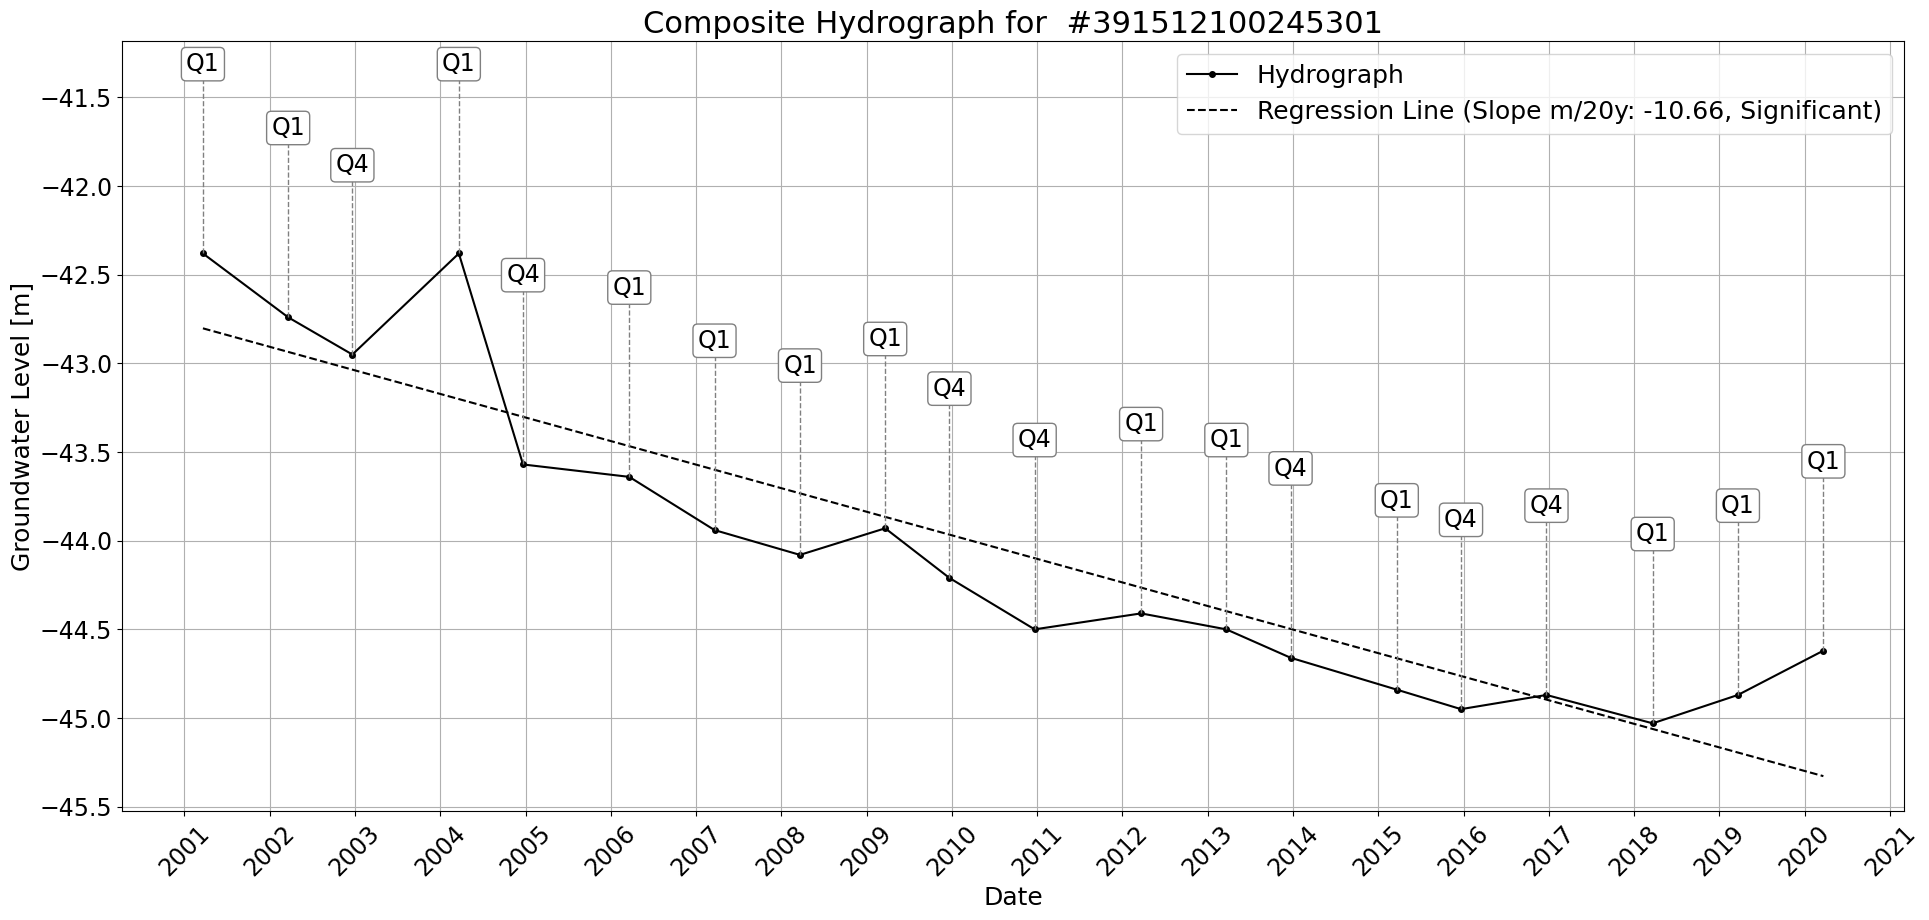 Composite Hydrograph for  #391512100245301
Hydrograph
Regression Line (Slope m/20y: -10.66, Significant)
Groundwater Level [m]
−41.5
−42.0
−42.5
−43.0
−43.5
−44.0
−44.5
−45.0
−45.5
Q1
Q1
Q4
Q1
Q4
Q1
Q1
Q1
Q1
Q4
Q4
Q1
Q1
Q4
Q1
Q4
Q4
Q1
Q1
Q1
2001
2002
2003
2004
2005
2006
2007
2008
2009
2010
2011
2012
2013
2014
2015
2016
2017
2018
2019
2020
2021
Date